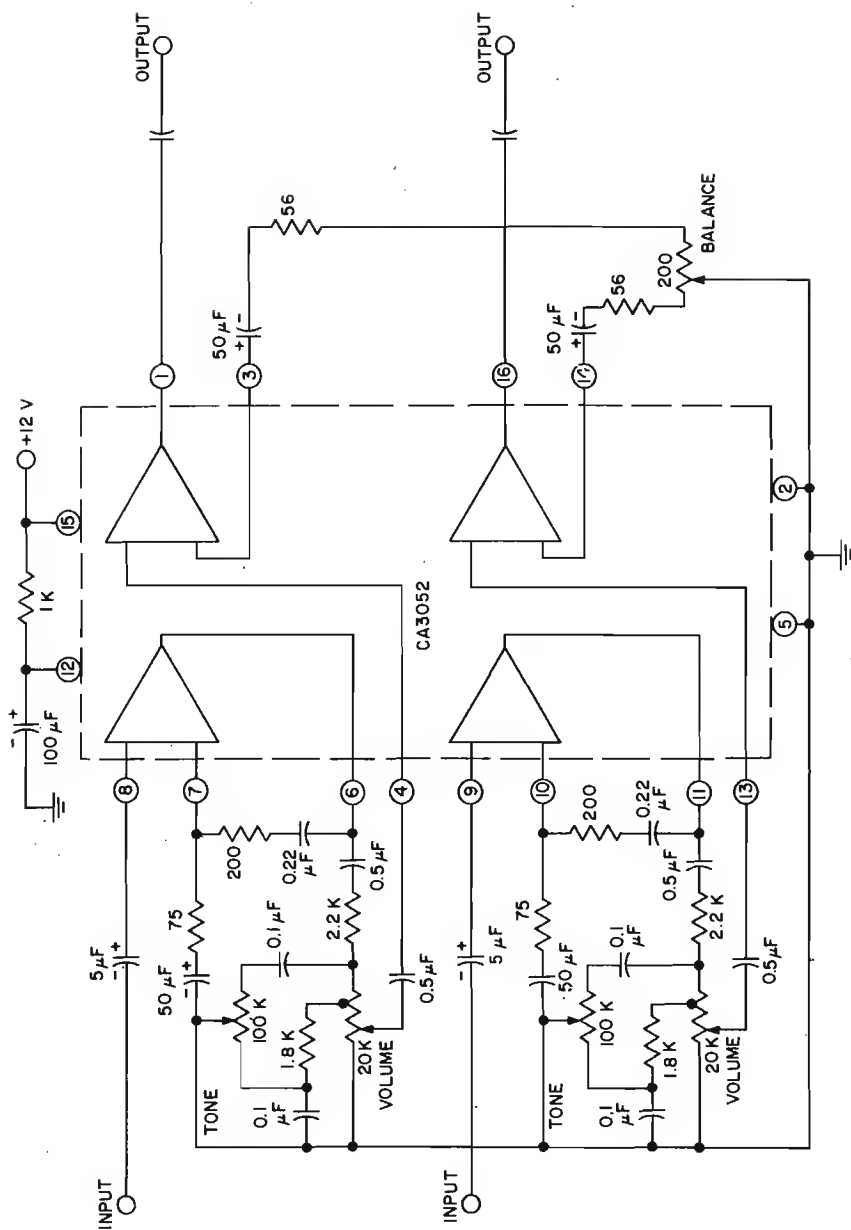 +12 V
1K
100 µF
- +
12
15
INPUT
5 µF
- +
8
1
OUTPUT
TONE
50 µF
- +
75
7
3
50 µF
+ -
56
100 K
0.1 µF
200
0.22
µF
0.1
µF
1.8 K
2.2 K
0.5 µF
6
20 K
VOLUME
0.5 µF
4
CA3052
INPUT
5 µF
- +
9
16
OUTPUT
TONE
50 µF
75
10
50 µF
+ -
56
200
BALANCE
100 K
0.1
µF
200
0.22
µF
0.1
µF
1.8 K
2.2 K
0.5 µF
11
20 K
VOLUME
0.5 µF
13
5
2